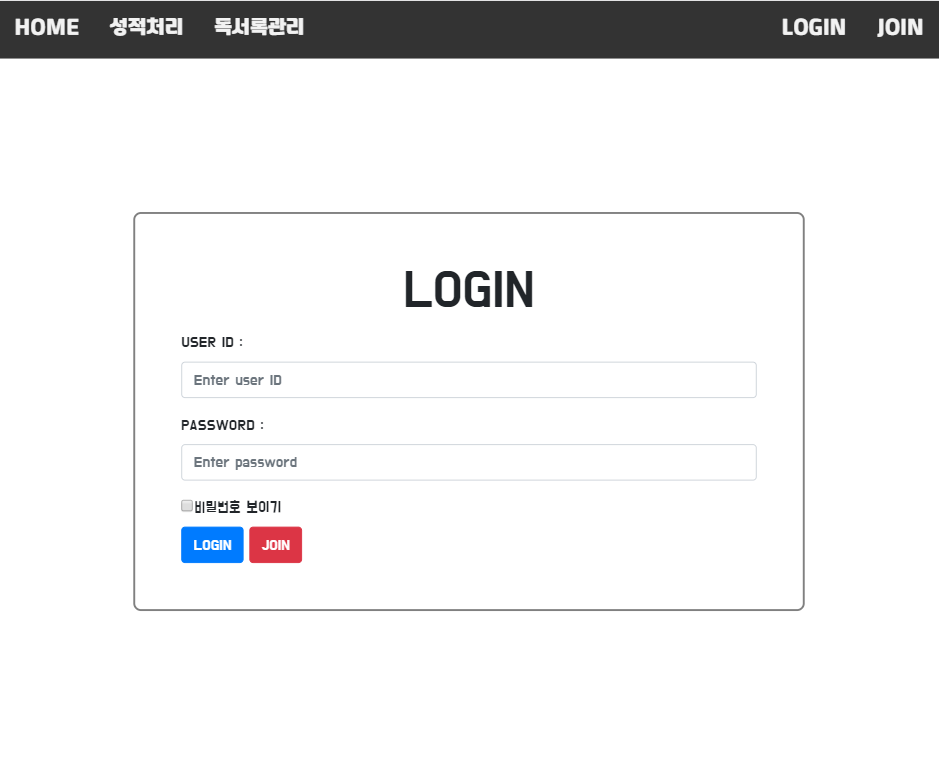 HOME 성적처리 독서록관리 LOGIN JOIN
LOGIN
USER ID :
Enter user ID
PASSWORD :
Enter password
비밀번호 보이기
LOGIN JOIN